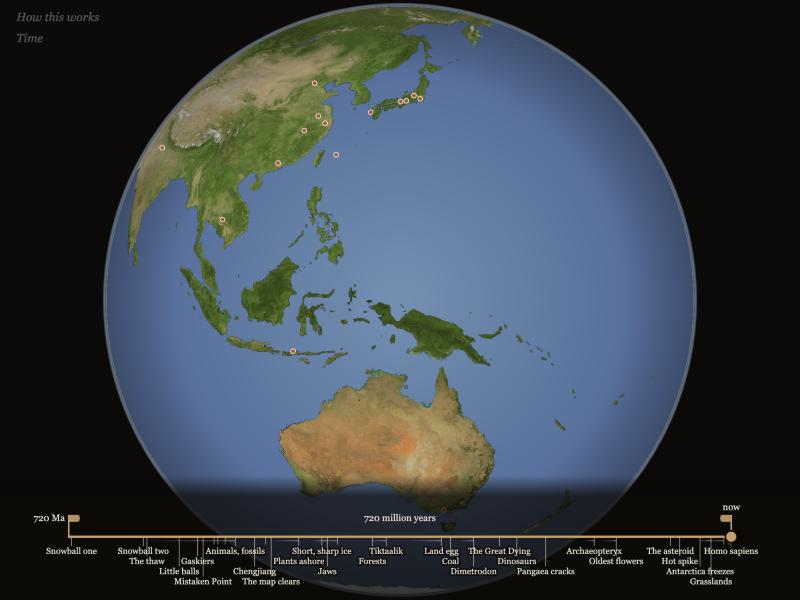 How this works
Time
now
720 Ma
720 million years
Snowball one
Snowball two
Animals, fossils
Short, sharp ice
Tiktaalik
Land egg
The Great Dying
Archaeopteryx
The asteroid
Homo sapiens
The thaw
Gaskiers
Plants ashore
Forests
Coal
Dinosaurs
Oldest flowers
Hot spike
Little balls
Chengjiang
Jaws
Dimetrodon
Pangaea cracks
Antarctica freezes
Mistaken Point
The map clears
Grasslands